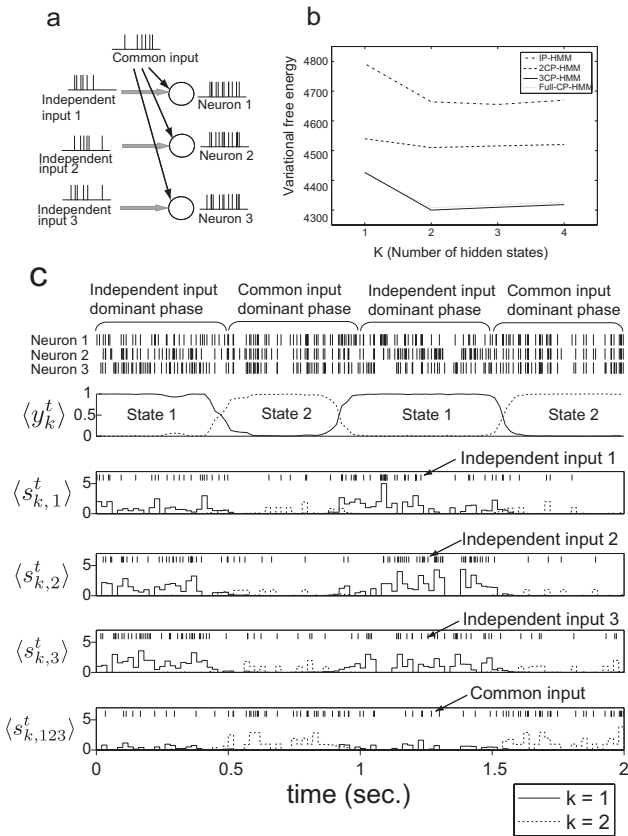 a
Common input
Independent
input 1
Neuron 1
Independent
input 2
Neuron 2
Independent
input 3
Neuron 3
b
Variational free energy
4800
4700
4600
4500
4400
4300
1
2
3
4
K (Number of hidden states)
IP-HMM
2CP-HMM
3CP-HMM
Full-CP-HMM
c
Independent input
dominant phase
Common input
dominant phase
Independent input
dominant phase
Common input
dominant phase
Neuron 1
Neuron 2
Neuron 3
⟨y_k^t⟩
1
0.5
0
State 1
State 2
State 1
State 2
⟨s_{k,1}^t⟩
5
0
Independent input 1
⟨s_{k,2}^t⟩
5
0
Independent input 2
⟨s_{k,3}^t⟩
5
0
Independent input 3
⟨s_{k,123}^t⟩
5
0
Common input
0
0.5
1
1.5
2
time (sec.)
k = 1
k = 2